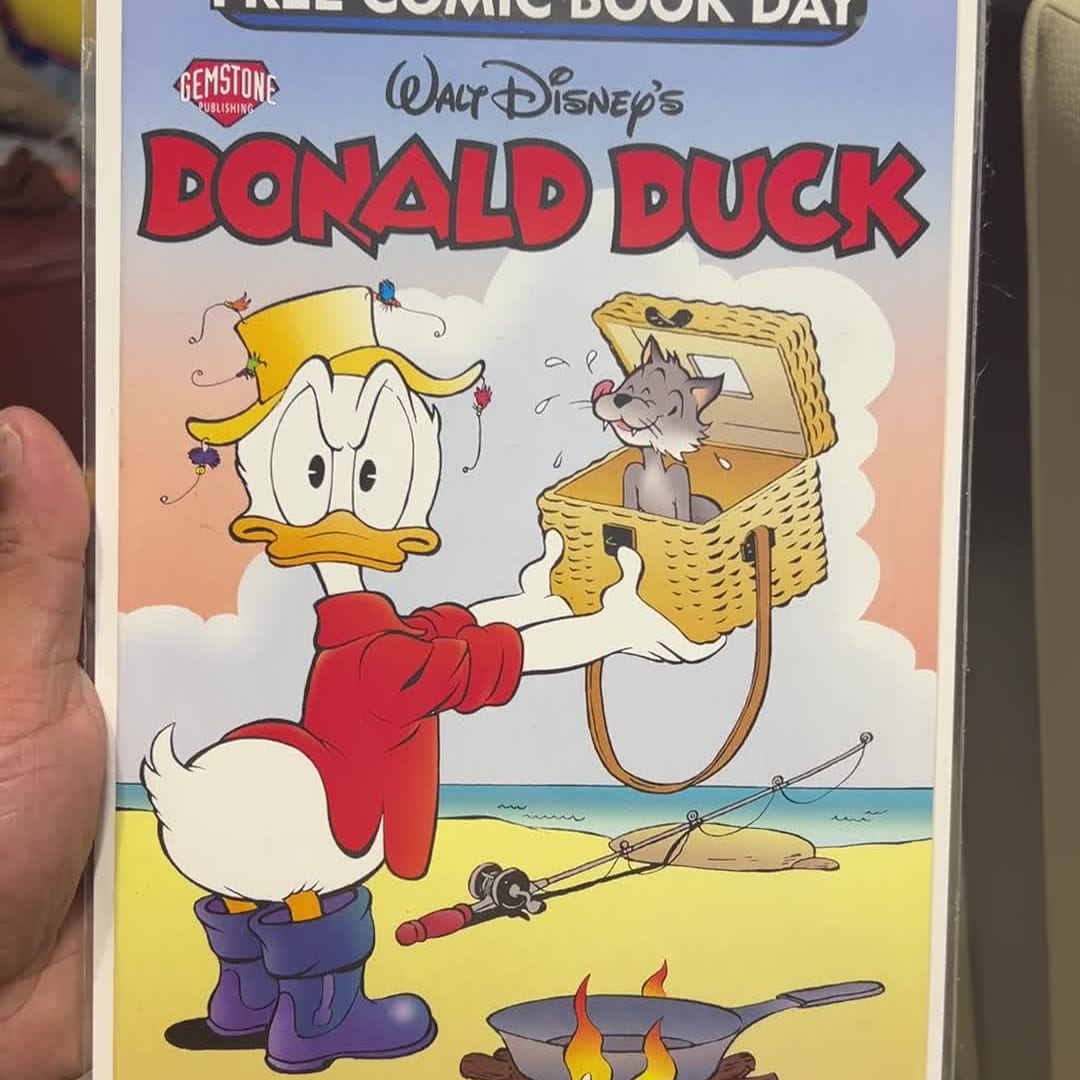 FREE COMIC BOOK DAY
GEMSTONE
PUBLISHING
WALT DISNEY'S
DONALD DUCK